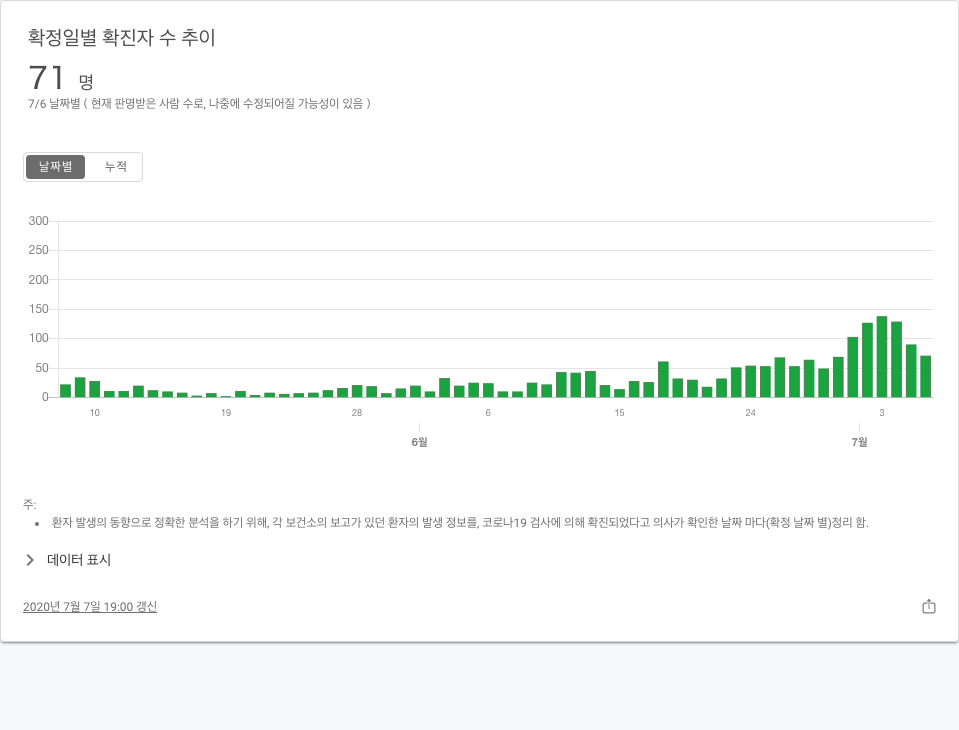 확정일별 확진자 수 추이
71 명
7/6 날짜별 ( 현재 판명받은 사람 수로, 나중에 수정되어질 가능성이 있음 )
날짜별 누적
300
250
200
150
100
50
0
10 19 28 6 15 24 3
6월 7월
주:
• 환자 발생의 동향으로 정확한 분석을 하기 위해, 각 보건소의 보고가 있던 환자의 발생 정보를, 코로나19 검사에 의해 확진되었다고 의사가 확인한 날짜 마다(확정 날짜 별)정리 함.
데이터 표시
2020년 7월 7일 19:00 갱신